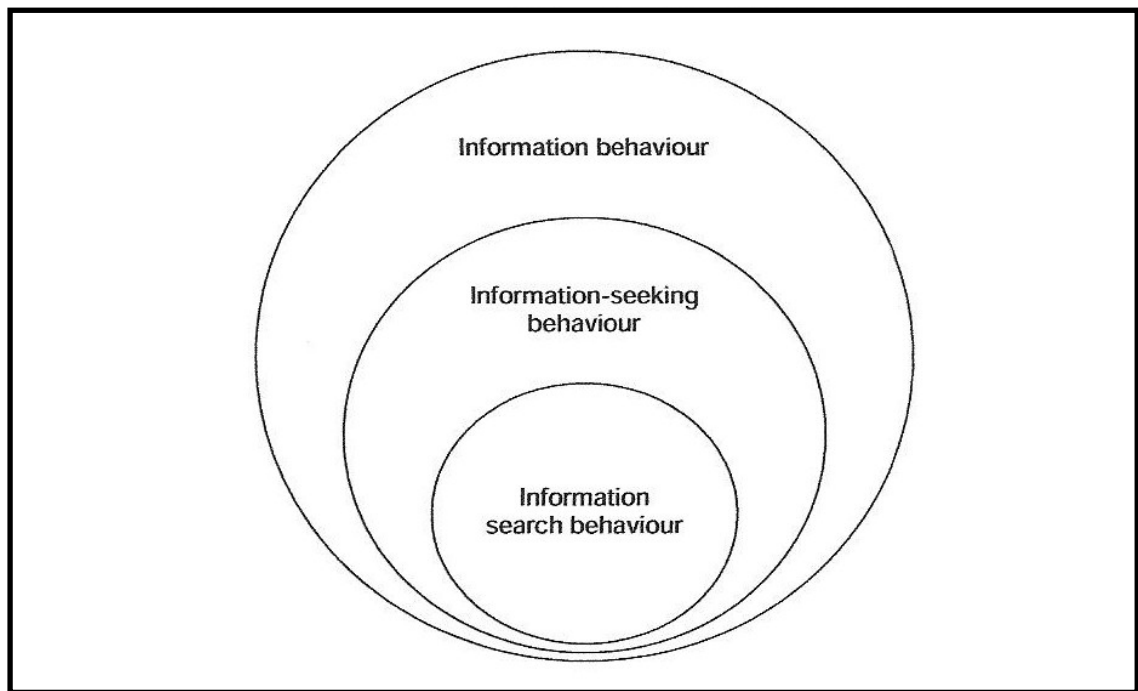 Information behaviour
Information-seeking
behaviour
Information
search behaviour